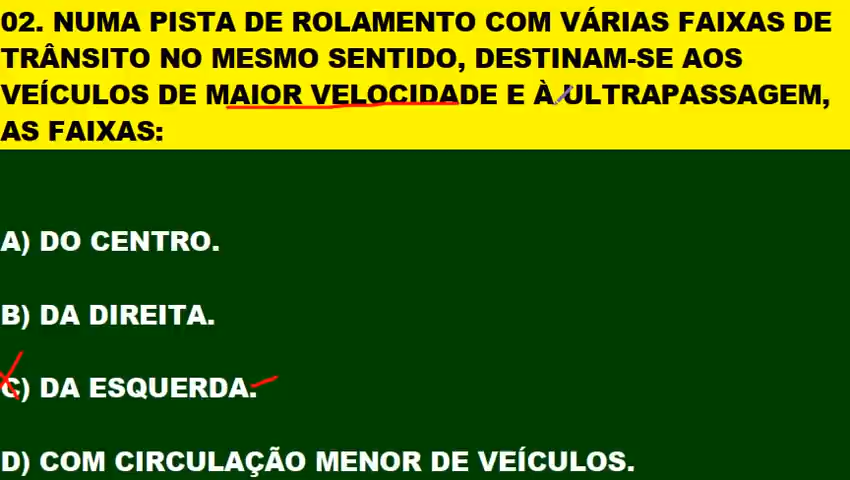 02. NUMA PISTA DE ROLAMENTO COM VÁRIAS FAIXAS DE
TRÂNSITO NO MESMO SENTIDO, DESTINAM-SE AOS
VEÍCULOS DE MAIOR VELOCIDADE E À ULTRAPASSAGEM,
AS FAIXAS:
A) DO CENTRO.
B) DA DIREITA.
C) DA ESQUERDA.
D) COM CIRCULAÇÃO MENOR DE VEÍCULOS.